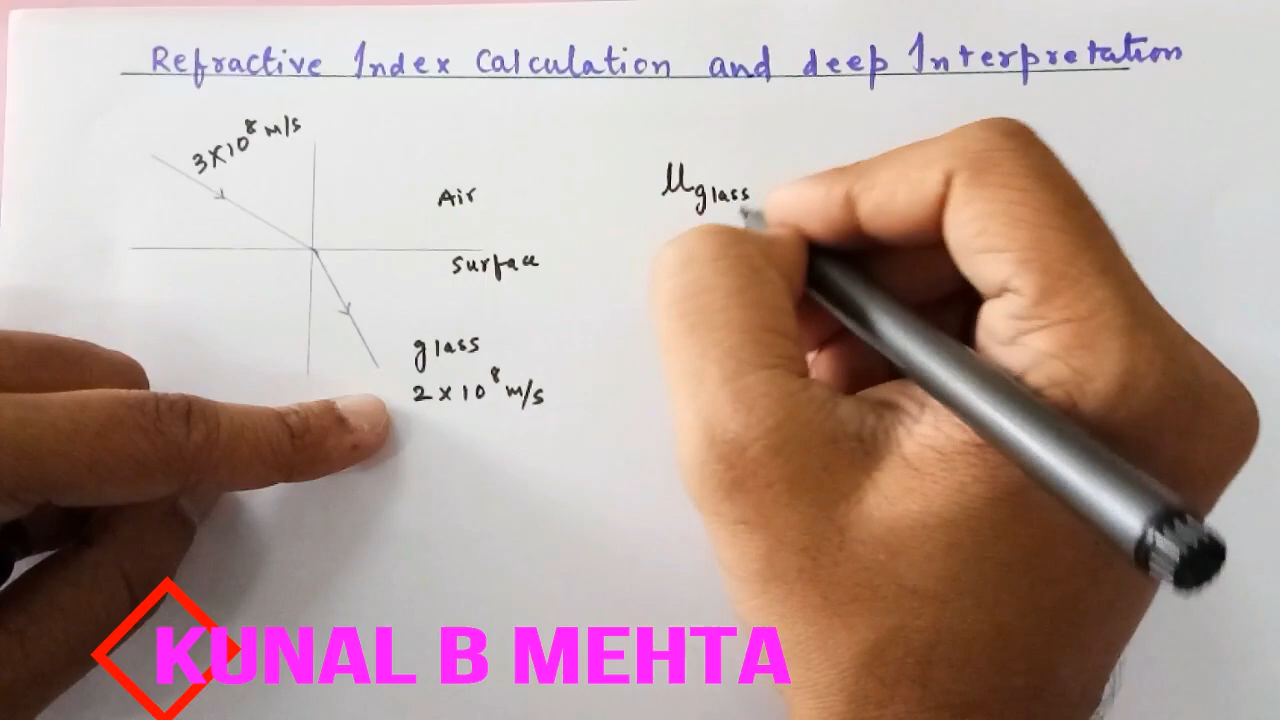 Refractive Index Calculation and deep Interpretation
3×10⁸ m/s
Air
Surface
glass
2×10⁸ m/s
μglass
KUNAL B MEHTA